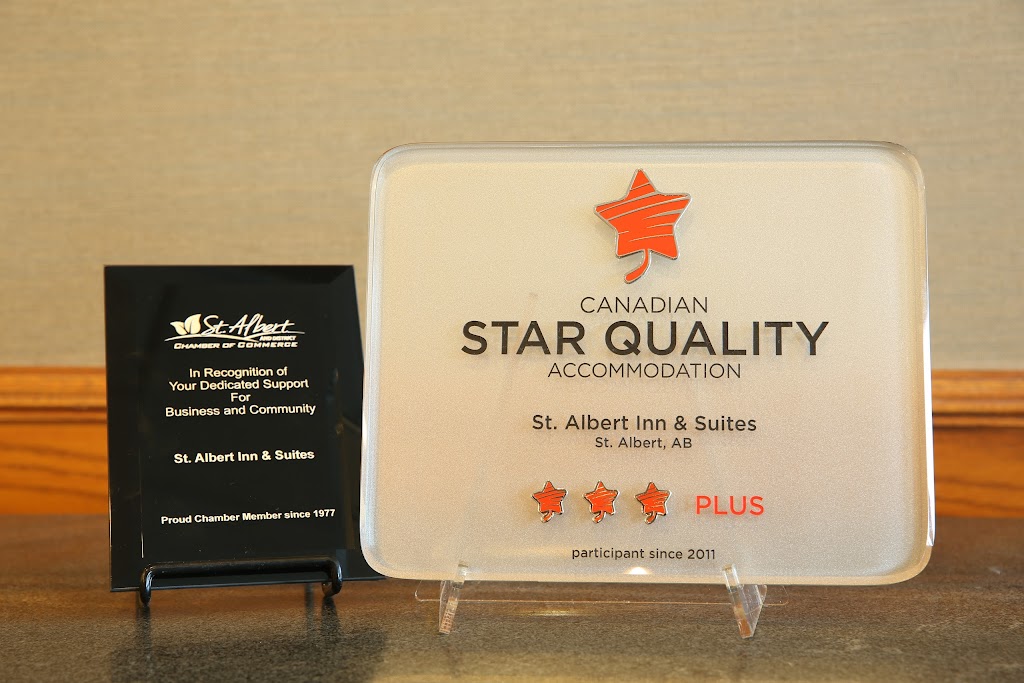 St. Albert
AND DISTRICT
CHAMBER OF COMMERCE
In Recognition of
Your Dedicated Support
For
Business and Community
St. Albert Inn & Suites
Proud Chamber Member since 1977
CANADIAN
STAR QUALITY
ACCOMMODATION
St. Albert Inn & Suites
St. Albert, AB
PLUS
participant since 2011